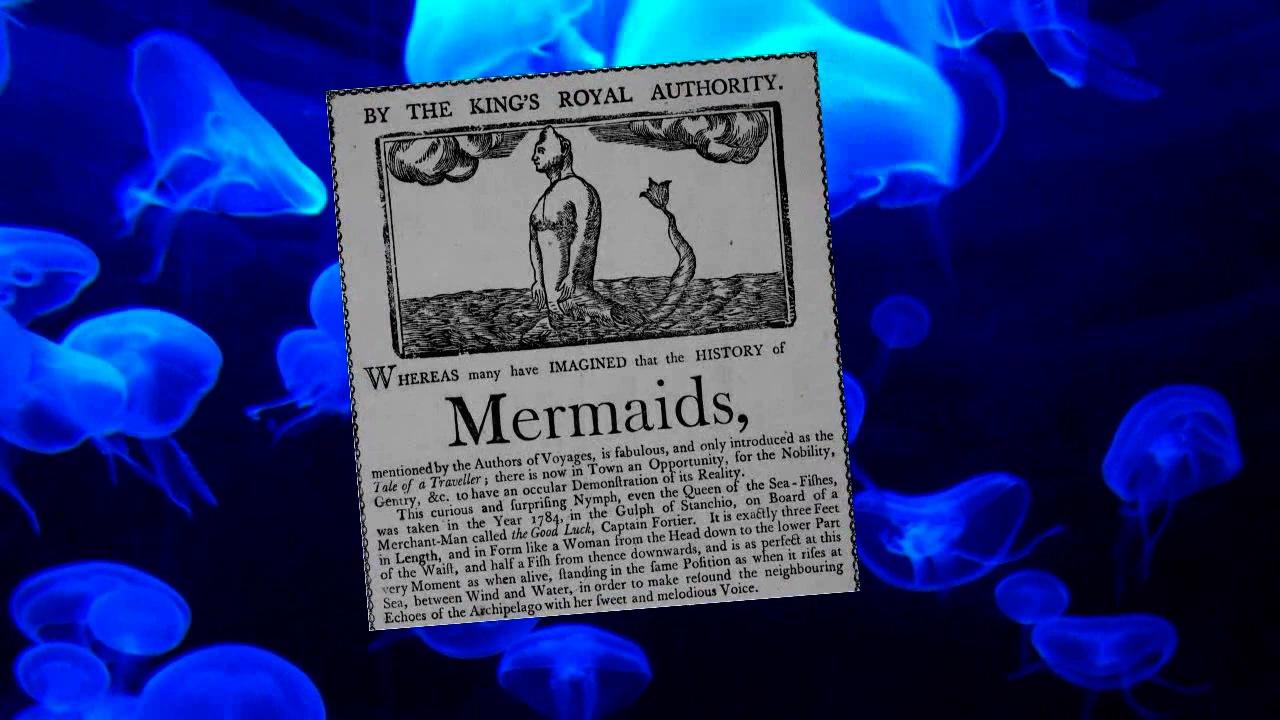 BY THE KING'S ROYAL AUTHORITY.
WHEREAS many have IMAGINED that the HISTORY of
Mermaids,
mentioned by the Authors of Voyages, is fabulous, and only introduced as the
Tale of a Traveller; there is now in Town an Opportunity, for the Nobility,
Gentry, &c. to have an occular Demonſtration of its Reality.
This curious and ſurpriſing Nymph, even the Queen of the Sea-Fiſhes,
was taken in the Year 1784, in the Gulph of Stanchio, on Board of a
Merchant-Man called the Good Luck, Captain Fortier. It is exactly three Feet
in Length, and in Form like a Woman from the Head down to the lower Part
of the Waiſt, and half a Fiſh from thence downwards, and is as perfect at this
very Moment as when alive, ſtanding in the ſame Poſition as when it riſes at
Sea, between Wind and Water, in order to make reſound the neighbouring
Echoes of the Archipelago with her ſweet and melodious Voice.